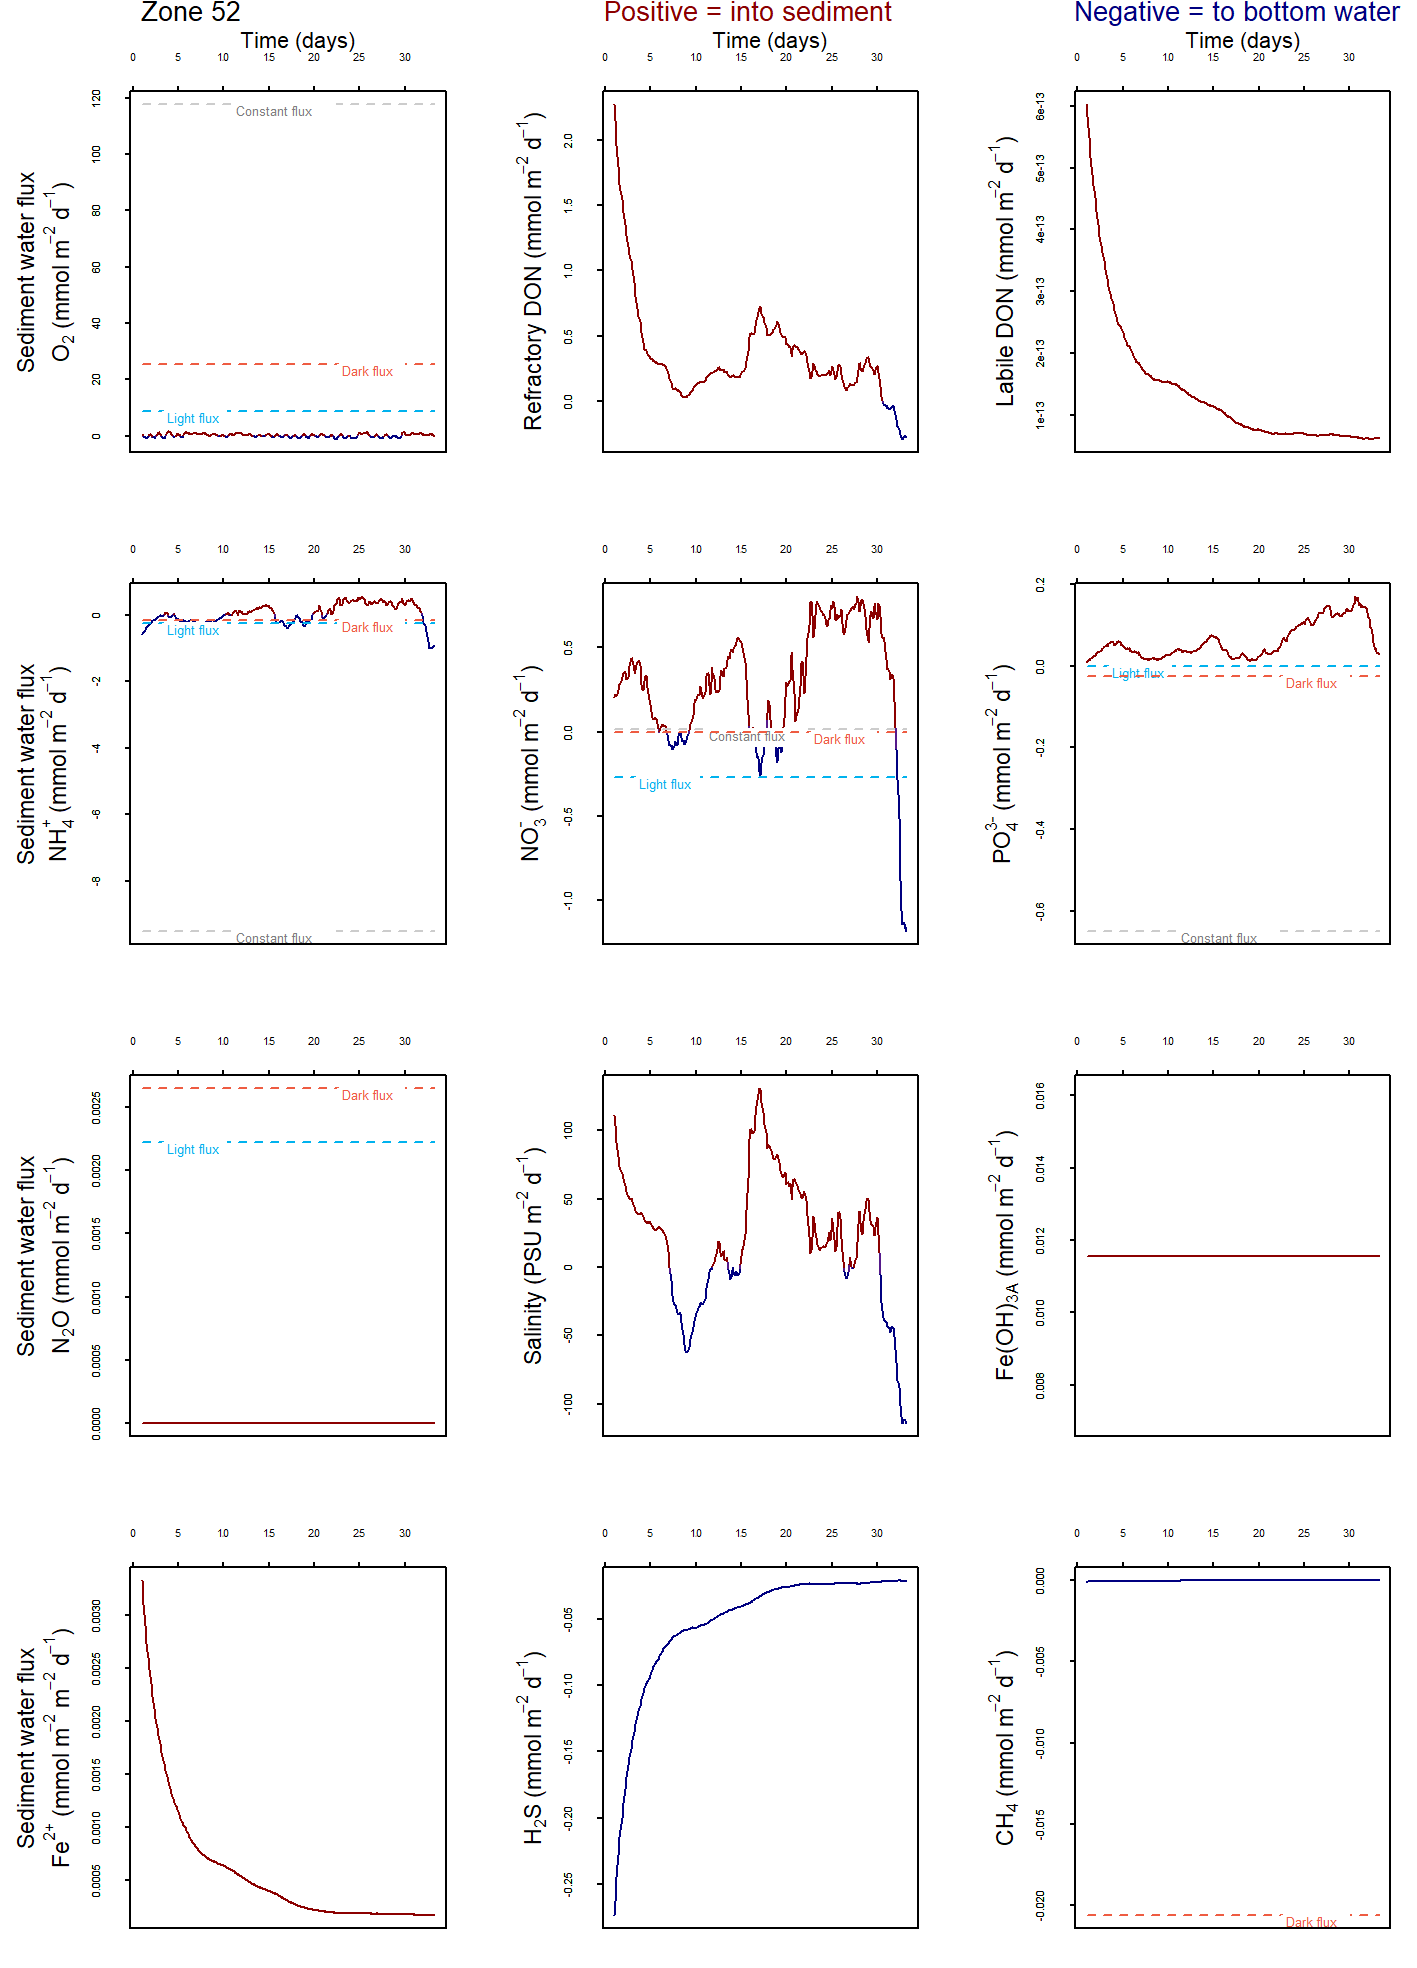 Zone 52
Positive = into sediment
Negative = to bottom water
Time (days)
Time (days)
Time (days)
0 5 10 15 20 25 30
0 5 10 15 20 25 30
0 5 10 15 20 25 30
Sediment water flux
O2 (mmol m−2 d−1)
0 20 40 60 80 100 120
Constant flux
Dark flux
Light flux
Refractory DON (mmol m−2 d−1)
0.0 0.5 1.0 1.5 2.0
Labile DON (mmol m−2 d−1)
1e-13 2e-13 3e-13 4e-13 5e-13 6e-13
0 5 10 15 20 25 30
0 5 10 15 20 25 30
0 5 10 15 20 25 30
Sediment water flux
NH4+ (mmol m−2 d−1)
-8 -6 -4 -2 0
Light flux
Dark flux
Constant flux
NO3- (mmol m−2 d−1)
-1.0 -0.5 0.0 0.5
Constant flux
Dark flux
Light flux
PO43- (mmol m−2 d−1)
-0.6 -0.4 -0.2 0.0 0.2
Light flux
Dark flux
Constant flux
0 5 10 15 20 25 30
0 5 10 15 20 25 30
0 5 10 15 20 25 30
Sediment water flux
N2O (mmol m−2 d−1)
0.0000 0.0005 0.0010 0.0015 0.0020 0.0025
Dark flux
Light flux
Salinity (PSU m−2 d−1)
-100 -50 0 50 100
Fe(OH)3A (mmol m−2 d−1)
0.008 0.010 0.012 0.014 0.016
0 5 10 15 20 25 30
0 5 10 15 20 25 30
0 5 10 15 20 25 30
Sediment water flux
Fe2+ (mmol m−2 m−2 d−1)
0.0005 0.0010 0.0015 0.0020 0.0025 0.0030
H2S (mmol m−2 d−1)
-0.25 -0.20 -0.15 -0.10 -0.05
CH4 (mmol m−2 d−1)
-0.020 -0.015 -0.010 -0.005 0.000
Dark flux